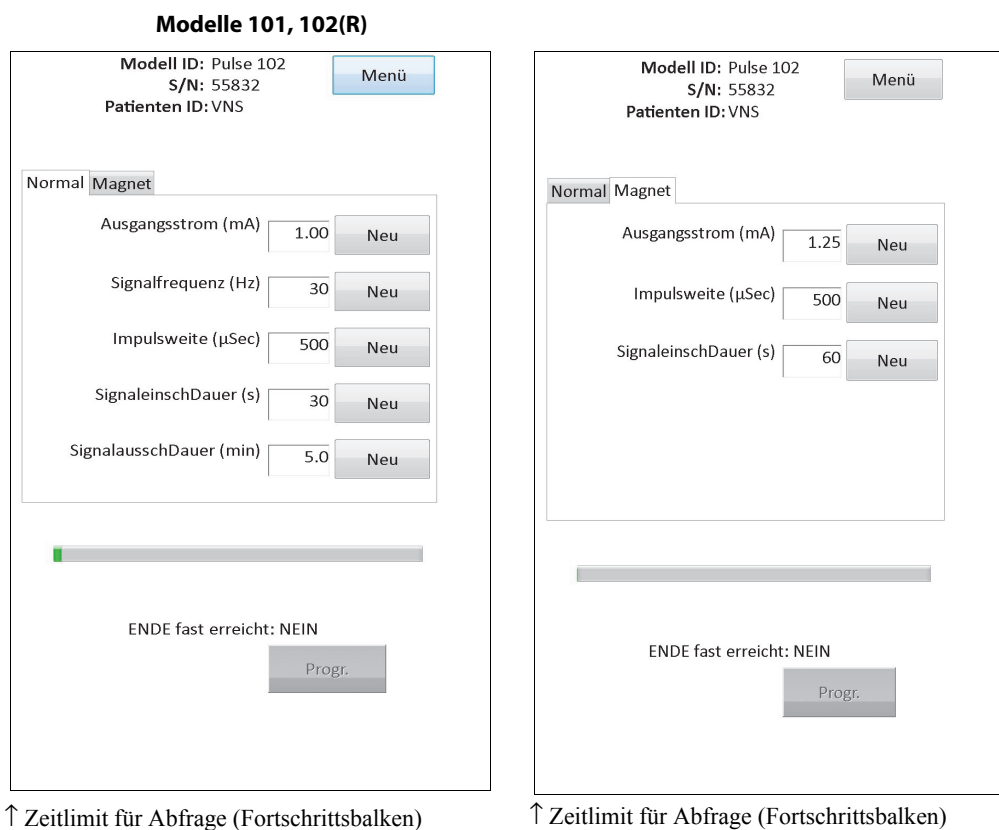 Modelle 101, 102(R)
Modell ID: Pulse 102
S/N: 55832
Patienten ID: VNS
Menü
Normal Magnet
Ausgangsstrom (mA) 1.00 Neu
Signalfrequenz (Hz) 30 Neu
Impulsweite (µSec) 500 Neu
SignaleinschDauer (s) 30 Neu
SignalausschDauer (min) 5.0 Neu
ENDE fast erreicht: NEIN
Progr.
↑ Zeitlimit für Abfrage (Fortschrittsbalken)
Modell ID: Pulse 102
S/N: 55832
Patienten ID: VNS
Menü
Normal Magnet
Ausgangsstrom (mA) 1.25 Neu
Impulsweite (µSec) 500 Neu
SignaleinschDauer (s) 60 Neu
ENDE fast erreicht: NEIN
Progr.
↑ Zeitlimit für Abfrage (Fortschrittsbalken)